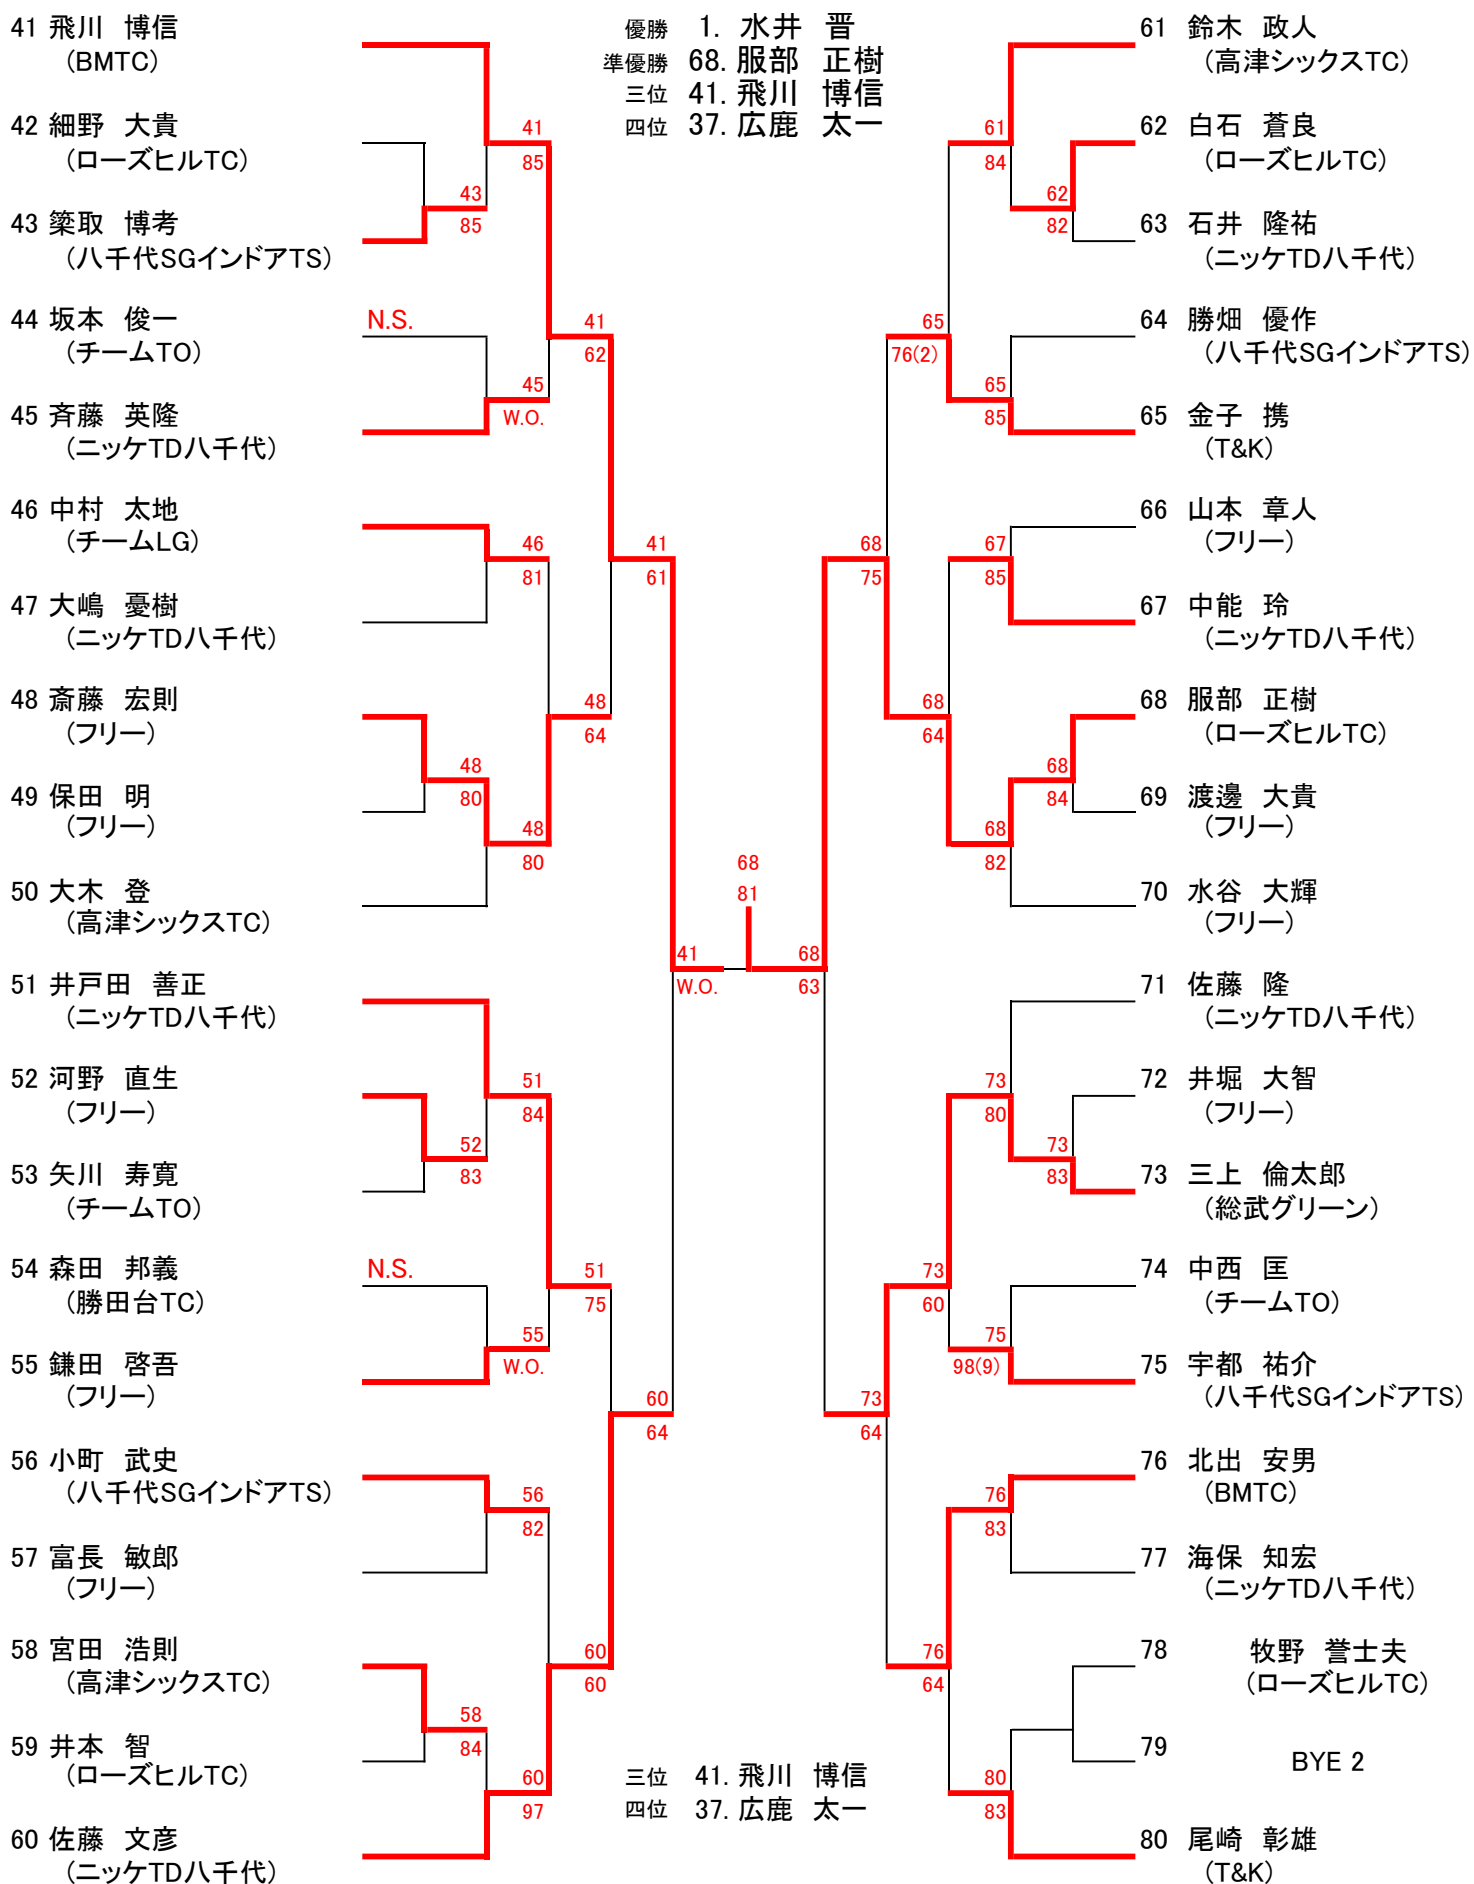 優勝 1. 水井 晋
準優勝 68. 服部 正樹
三位 41. 飛川 博信
四位 37. 広鹿 太一
41 飛川 博信
(BMTC)
42 細野 大貴
(ローズヒルTC)
43 簗取 博考
(八千代SGインドアTS)
44 坂本 俊一
(チームTO)
45 斉藤 英隆
(ニッケTD八千代)
46 中村 太地
(チームLG)
47 大嶋 憂樹
(ニッケTD八千代)
48 斎藤 宏則
(フリー)
49 保田 明
(フリー)
50 大木 登
(高津シックスTC)
51 井戸田 善正
(ニッケTD八千代)
52 河野 直生
(フリー)
53 矢川 寿寛
(チームTO)
54 森田 邦義
(勝田台TC)
55 鎌田 啓吾
(フリー)
56 小町 武史
(八千代SGインドアTS)
57 富長 敏郎
(フリー)
58 宮田 浩則
(高津シックスTC)
59 井本 智
(ローズヒルTC)
60 佐藤 文彦
(ニッケTD八千代)
43
85
N.S.
48
80
52
83
N.S.
58
84
41
85
45
W.O.
46
81
48
80
51
84
55
W.O.
56
82
60
97
41
62
48
64
51
75
60
60
41
61
60
64
41
W.O.
68
81
68
63
68
75
73
64
65
76(2)
68
64
73
60
76
64
61
84
65
85
67
85
68
82
73
80
75
98(9)
76
83
80
83
62
82
68
84
73
83
61 鈴木 政人
(高津シックスTC)
62 白石 蒼良
(ローズヒルTC)
63 石井 隆祐
(ニッケTD八千代)
64 勝畑 優作
(八千代SGインドアTS)
65 金子 携
(T&K)
66 山本 章人
(フリー)
67 中能 玲
(ニッケTD八千代)
68 服部 正樹
(ローズヒルTC)
69 渡邊 大貴
(フリー)
70 水谷 大輝
(フリー)
71 佐藤 隆
(ニッケTD八千代)
72 井堀 大智
(フリー)
73 三上 倫太郎
(総武グリーン)
74 中西 匡
(チームTO)
75 宇都 祐介
(八千代SGインドアTS)
76 北出 安男
(BMTC)
77 海保 知宏
(ニッケTD八千代)
78 牧野 誉士夫
(ローズヒルTC)
79 BYE 2
80 尾崎 彰雄
(T&K)
三位 41. 飛川 博信
四位 37. 広鹿 太一